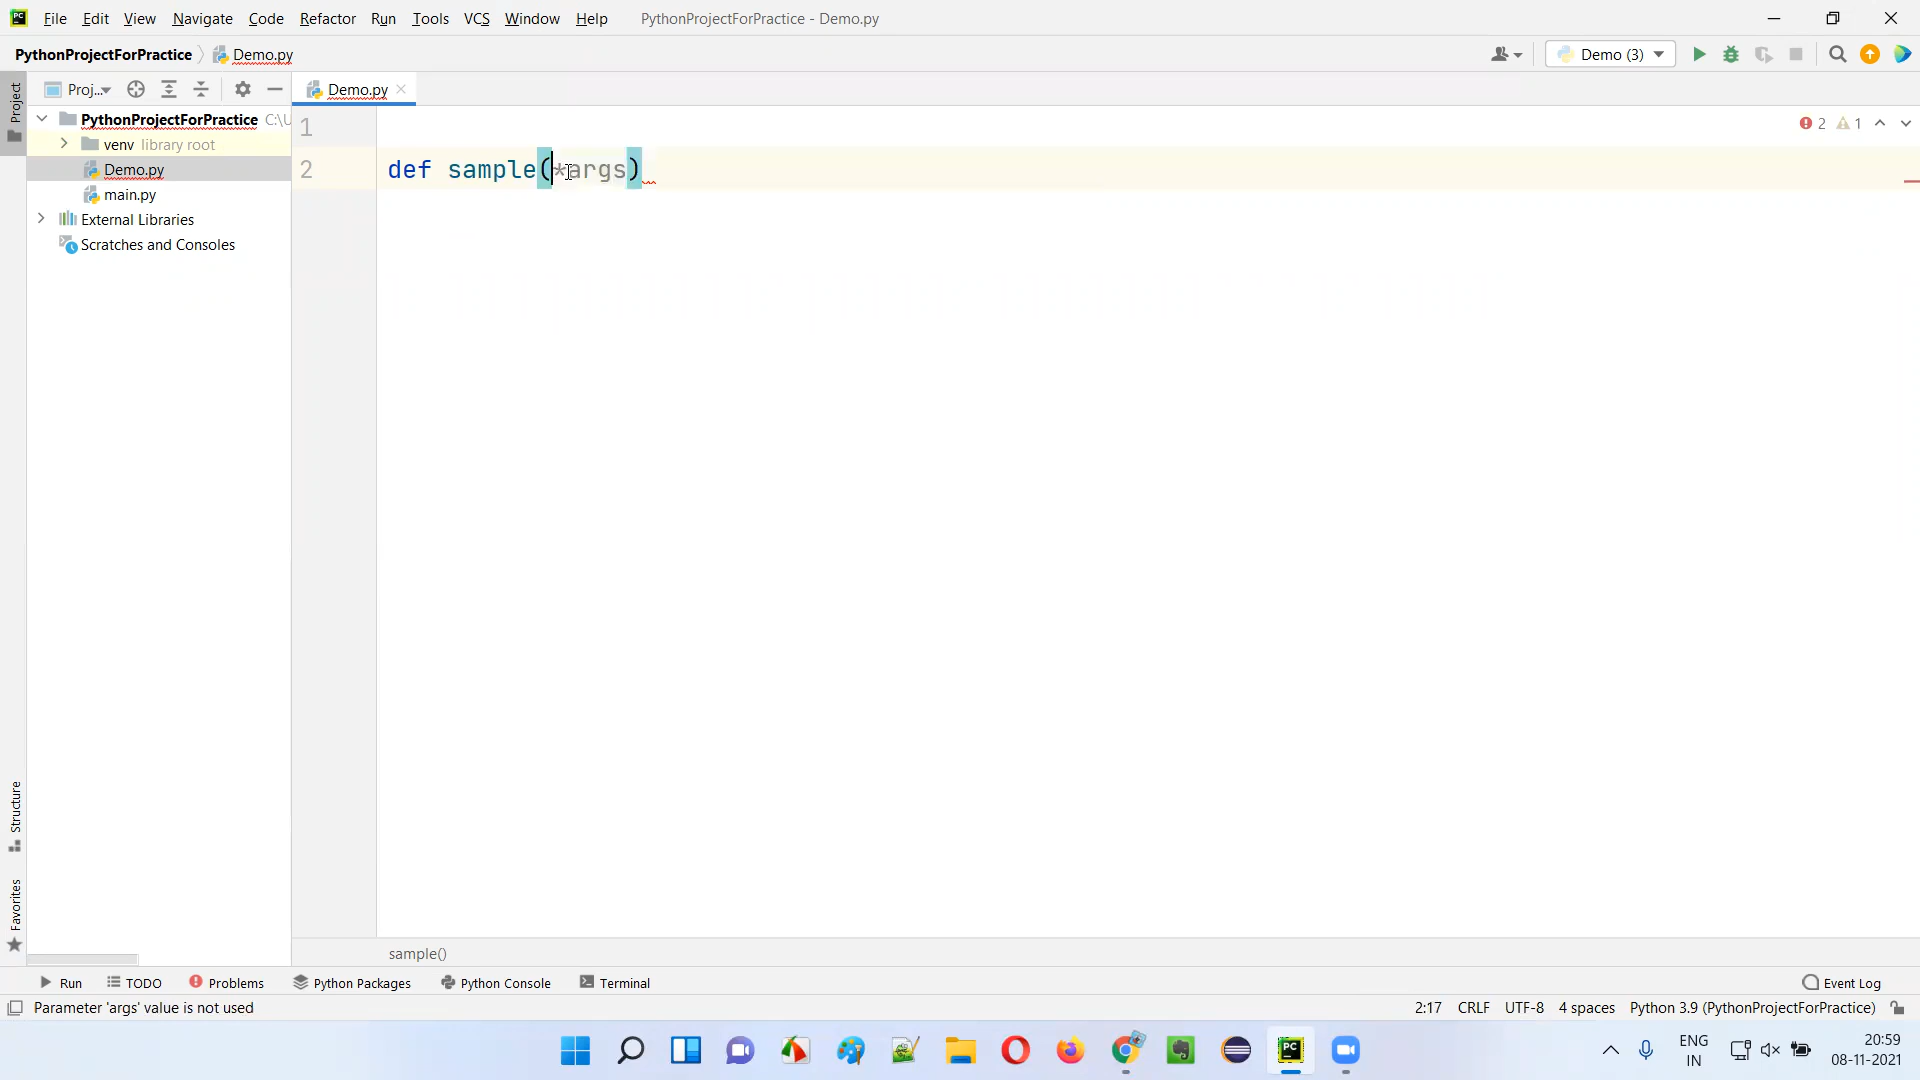 File Edit View Navigate Code Refactor Run Tools VCS Window Help PythonProjectForPractice - Demo.py
PythonProjectForPractice Demo.py Demo (3)
Proj... Demo.py
Project
PythonProjectForPractice C:\U
venv library root
Demo.py
main.py
External Libraries
Scratches and Consoles
1
2 def sample(*args)
2 1
Structure
Favorites
sample()
Run TODO Problems Python Packages Python Console Terminal Event Log
Parameter 'args' value is not used 2:17 CRLF UTF-8 4 spaces Python 3.9 (PythonProjectForPractice)
ENG
IN
20:59
08-11-2021